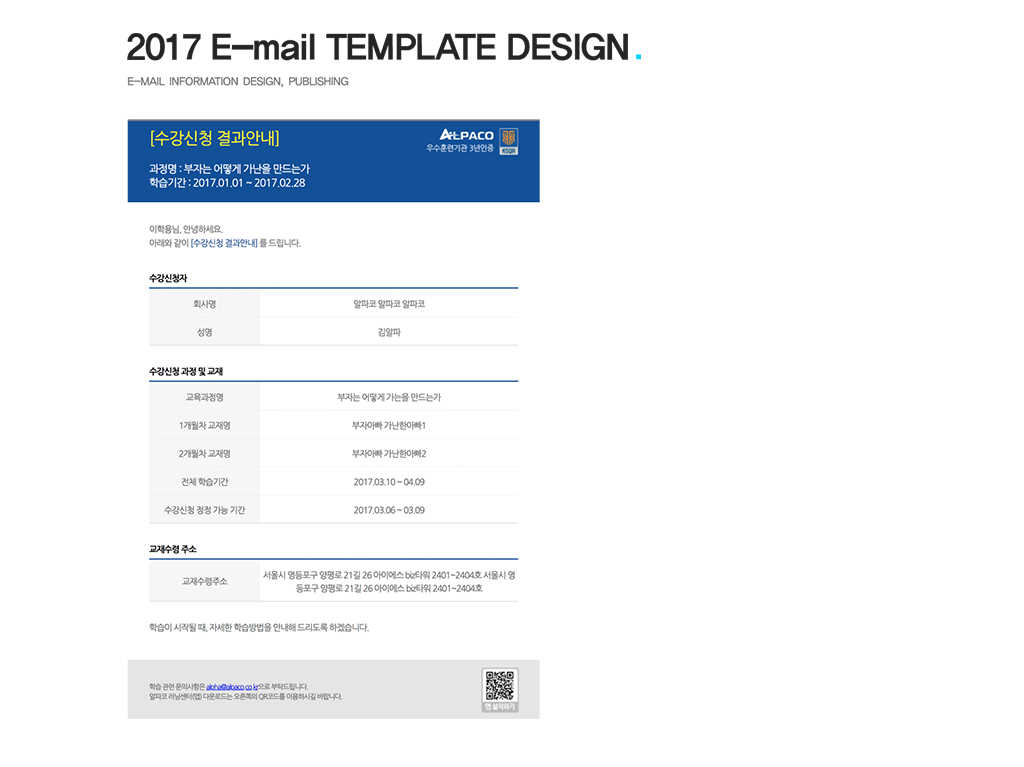 2017 E-mail TEMPLATE DESIGN.
E-MAIL INFORMATION DESIGN, PUBLISHING
[수강신청 결과안내]
ALPACO
우수훈련기관 3년인증
KSQA
과정명 : 부자는 어떻게 가난을 만드는가
학습기간 : 2017.01.01 ~ 2017.02.28
이학용님, 안녕하세요.
아래와 같이 [수강신청 결과안내] 를 드립니다.
수강신청자
회사명 알파코 알파코 알파코
성명 김알파
수강신청 과정 및 교재
교육과정명 부자는 어떻게 가는을 만드는가
1개월차 교재명 부자아빠 가난한아빠1
2개월차 교재명 부자아빠 가난한아빠2
전체 학습기간 2017.03.10 ~ 04.09
수강신청 정정 가능 기간 2017.03.06 ~ 03.09
교재수령 주소
교재수령주소 서울시 영등포구 양평로 21길 26 아이에스 biz타워 2401~2404호 서울시 영
등포구 양평로 21길 26 아이에스 biz타워 2401~2404호
학습이 시작될 때, 자세한 학습방법을 안내해 드리도록 하겠습니다.
학습 관련 문의사항은 alpha@alpaco.co.kr으로 부탁드립니다.
알파코 러닝센터(앱) 다운로드는 오른쪽의 QR코드를 이용하시길 바랍니다.
앱 설치하기